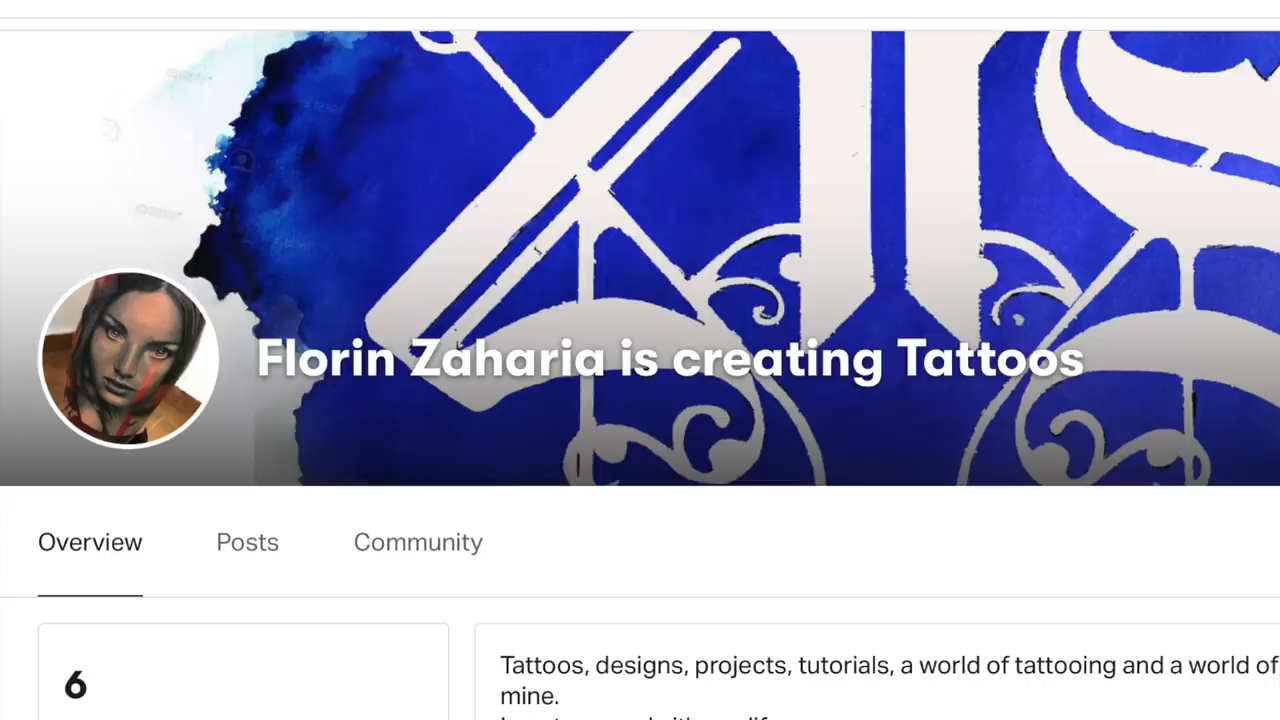 Florin Zaharia is creating Tattoos
Overview
Posts
Community
6
Tattoos, designs, projects, tutorials, a world of tattooing and a world of
mine.